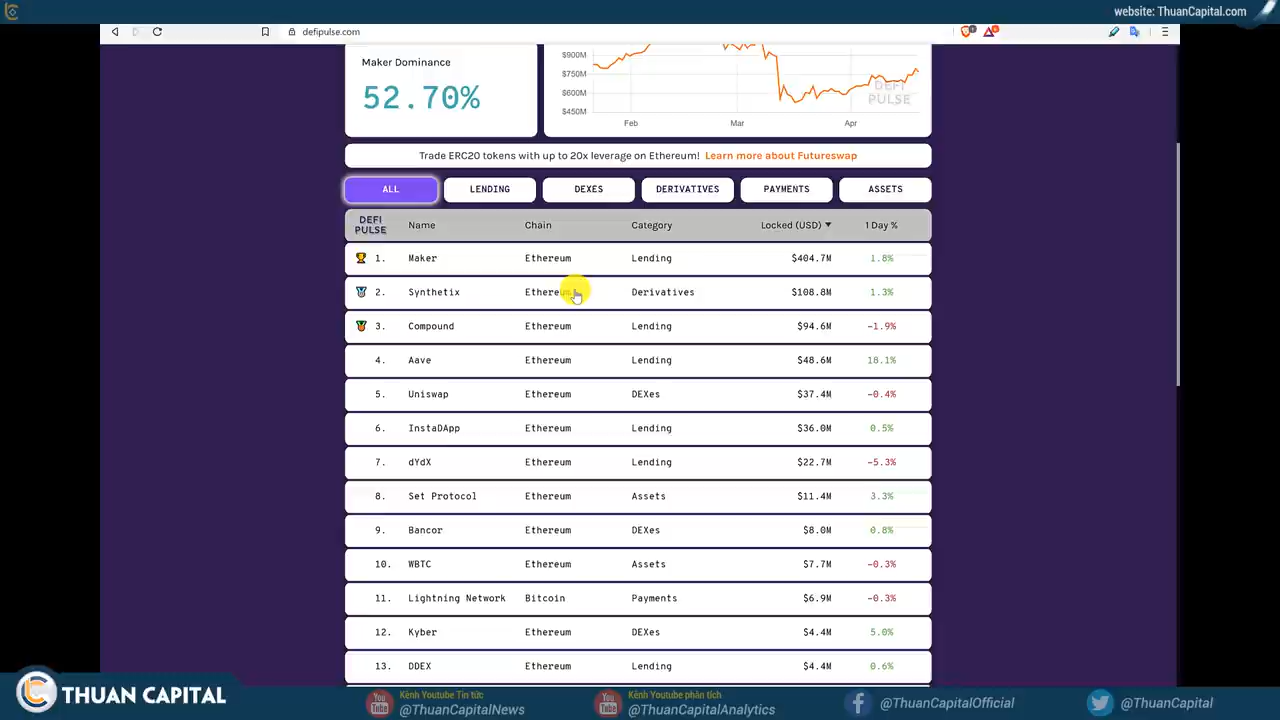 website: ThuanCapital.com
defipulse.com
Maker Dominance
52.70%
$900M
$750M
$600M
$450M
DEFI
PULSE
Feb Mar Apr
Trade ERC20 tokens with up to 20x leverage on Ethereum! Learn more about Futureswap
ALL LENDING DEXES DERIVATIVES PAYMENTS ASSETS
DEFI
PULSE
Name Chain Category Locked (USD) 1 Day %
1. Maker Ethereum Lending $404.7M 1.8%
2. Synthetix Ethereum Derivatives $108.8M 1.3%
3. Compound Ethereum Lending $94.6M -1.9%
4. Aave Ethereum Lending $48.6M 18.1%
5. Uniswap Ethereum DEXes $37.4M -0.4%
6. InstaDApp Ethereum Lending $36.0M 0.5%
7. dYdX Ethereum Lending $22.7M -5.3%
8. Set Protocol Ethereum Assets $11.4M 3.3%
9. Bancor Ethereum DEXes $8.0M 0.8%
10. WBTC Ethereum Assets $7.7M -0.3%
11. Lightning Network Bitcoin Payments $6.9M -0.3%
12. Kyber Ethereum DEXes $4.4M 5.0%
13. DDEX Ethereum Lending $4.4M 0.6%
THUAN CAPITAL
You
Tube
Kênh Youtube Tin tức
@ThuanCapitalNews
You
Tube
Kênh Youtube phân tích
@ThuanCapitalAnalytics
@ThuanCapitalOfficial
@ThuanCapital